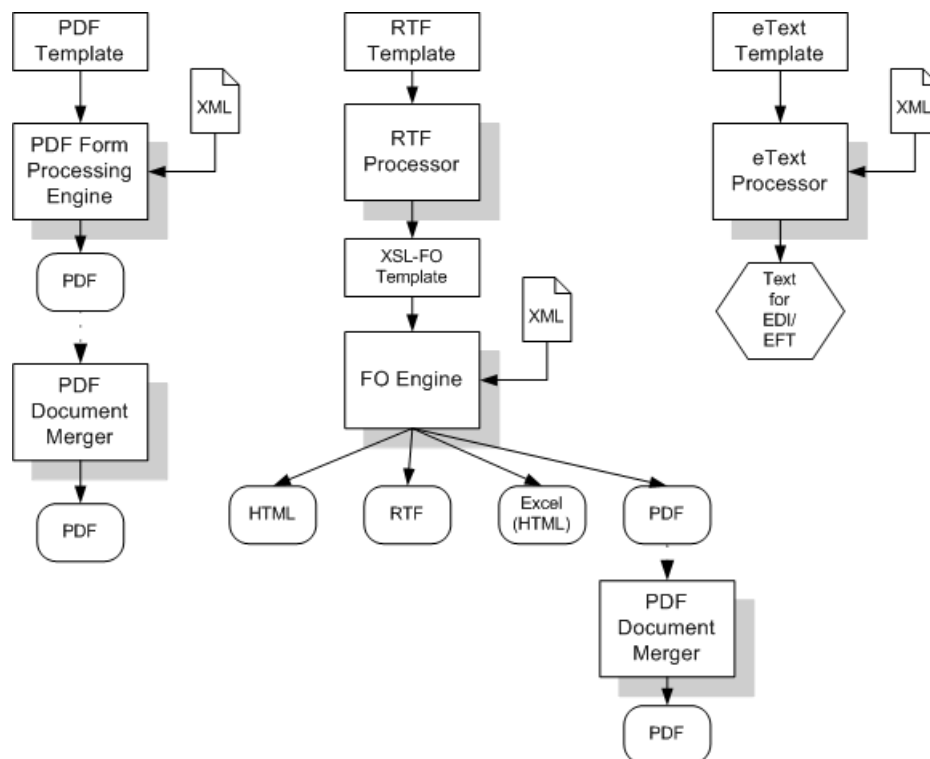 PDF
Template
XML
PDF Form
Processing
Engine
PDF
PDF
Document
Merger
PDF
RTF
Template
RTF
Processor
XSL-FO
Template
XML
FO Engine
HTML
RTF
Excel
(HTML)
PDF
PDF
Document
Merger
PDF
eText
Template
XML
eText
Processor
Text
for
EDI/
EFT